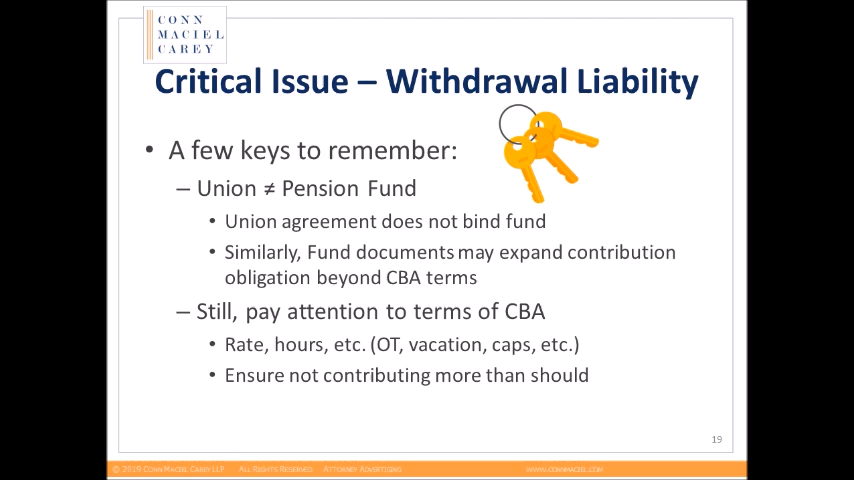 CONN
MACIEL
CAREY
Critical Issue – Withdrawal Liability
• A few keys to remember:
– Union ≠ Pension Fund
• Union agreement does not bind fund
• Similarly, Fund documents may expand contribution
obligation beyond CBA terms
– Still, pay attention to terms of CBA
• Rate, hours, etc. (OT, vacation, caps, etc.)
• Ensure not contributing more than should
19
© 2019 CONN MACIEL CAREY LLP ALL RIGHTS RESERVED ATTORNEY ADVERTISING WWW.CONNMACIEL.COM